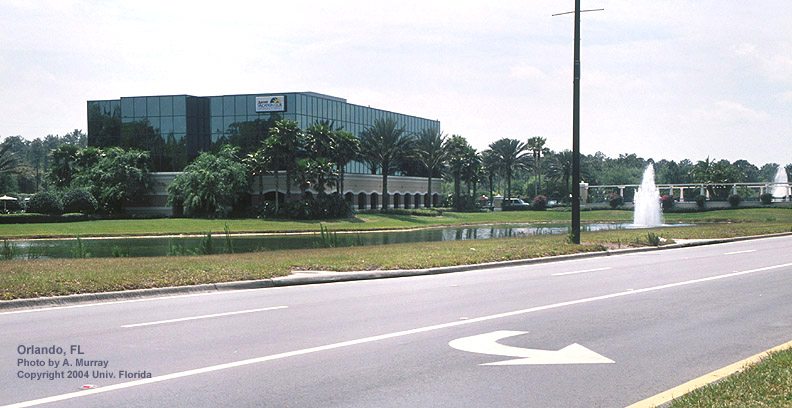 Orlando, FL
Photo by A. Murray
Copyright 2004 Univ. Florida